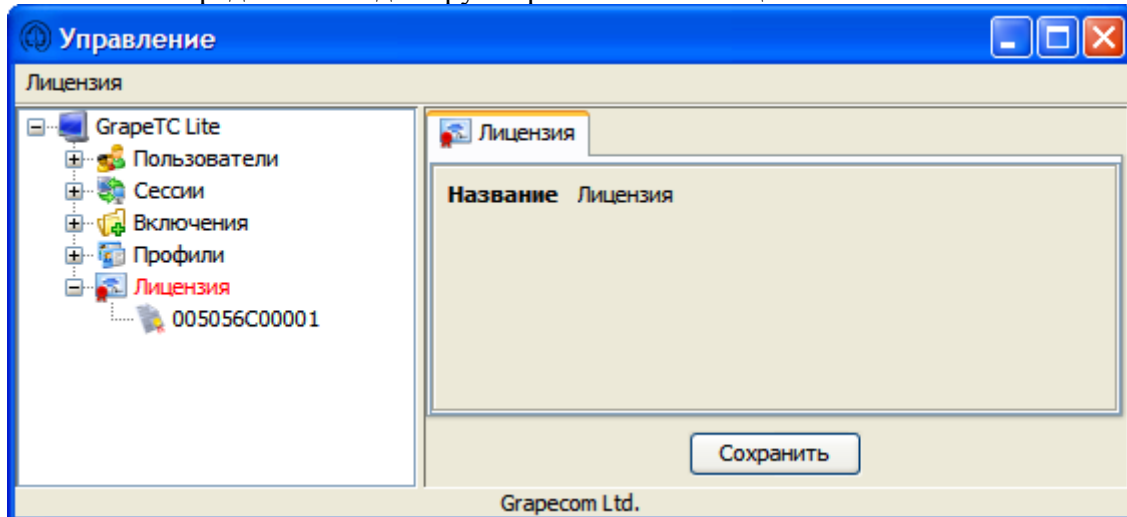 Управление
Лицензия
GrapeTC Lite
Пользователи
Сессии
Включения
Профили
Лицензия
005056C00001
Лицензия
Название Лицензия
Сохранить
Grapecom Ltd.